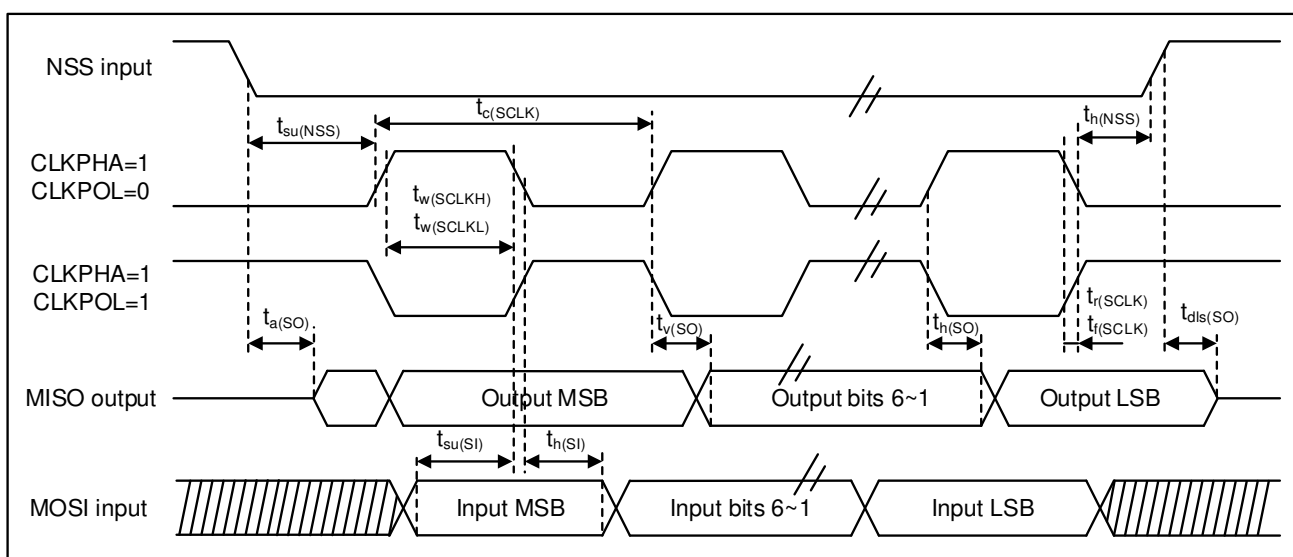 NSS input
tc(SCLK)
tsu(NSS)
th(NSS)
CLKPHA=1
CLKPOL=0
tw(SCLKH)
tw(SCLKL)
CLKPHA=1
CLKPOL=1
ta(SO)
tv(SO)
th(SO)
tr(SCLK)
tf(SCLK)
tdls(SO)
MISO output
Output MSB
Output bits 6~1
Output LSB
tsu(SI)
th(SI)
MOSI input
Input MSB
Input bits 6~1
Input LSB